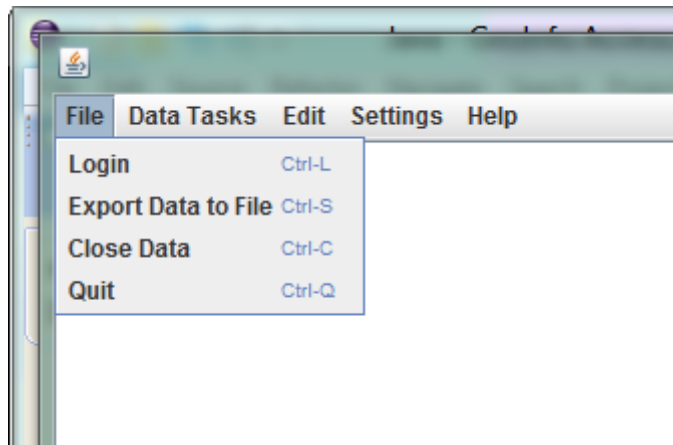 File Data Tasks Edit Settings Help
Login Ctrl-L
Export Data to File Ctrl-S
Close Data Ctrl-C
Quit Ctrl-Q